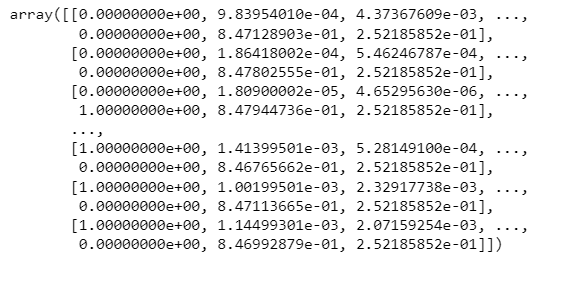 array([[0.00000000e+00, 9.83954010e-04, 4.37367609e-03, ...,
0.00000000e+00, 8.47128903e-01, 2.52185852e-01],
[0.00000000e+00, 1.86418002e-04, 5.46246787e-04, ...,
0.00000000e+00, 8.47802555e-01, 2.52185852e-01],
[0.00000000e+00, 1.80900002e-05, 4.65295630e-06, ...,
1.00000000e+00, 8.47944736e-01, 2.52185852e-01],
...,
[1.00000000e+00, 1.41399501e-03, 5.28149100e-04, ...,
0.00000000e+00, 8.46765662e-01, 2.52185852e-01],
[1.00000000e+00, 1.00199501e-03, 2.32917738e-03, ...,
0.00000000e+00, 8.47113665e-01, 2.52185852e-01],
[1.00000000e+00, 1.14499301e-03, 2.07159254e-03, ...,
0.00000000e+00, 8.46992879e-01, 2.52185852e-01]])